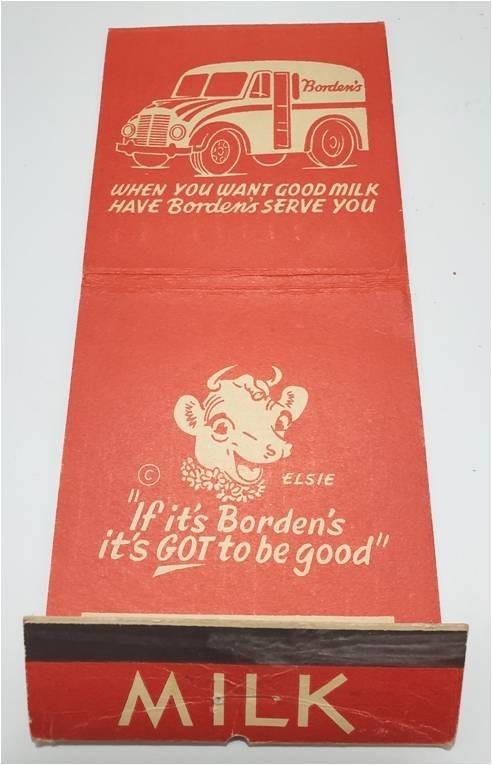 Borden's
WHEN YOU WANT GOOD MILK
HAVE Borden's SERVE YOU
© ELSIE
"If it's Borden's
it's GOT to be good"
MILK